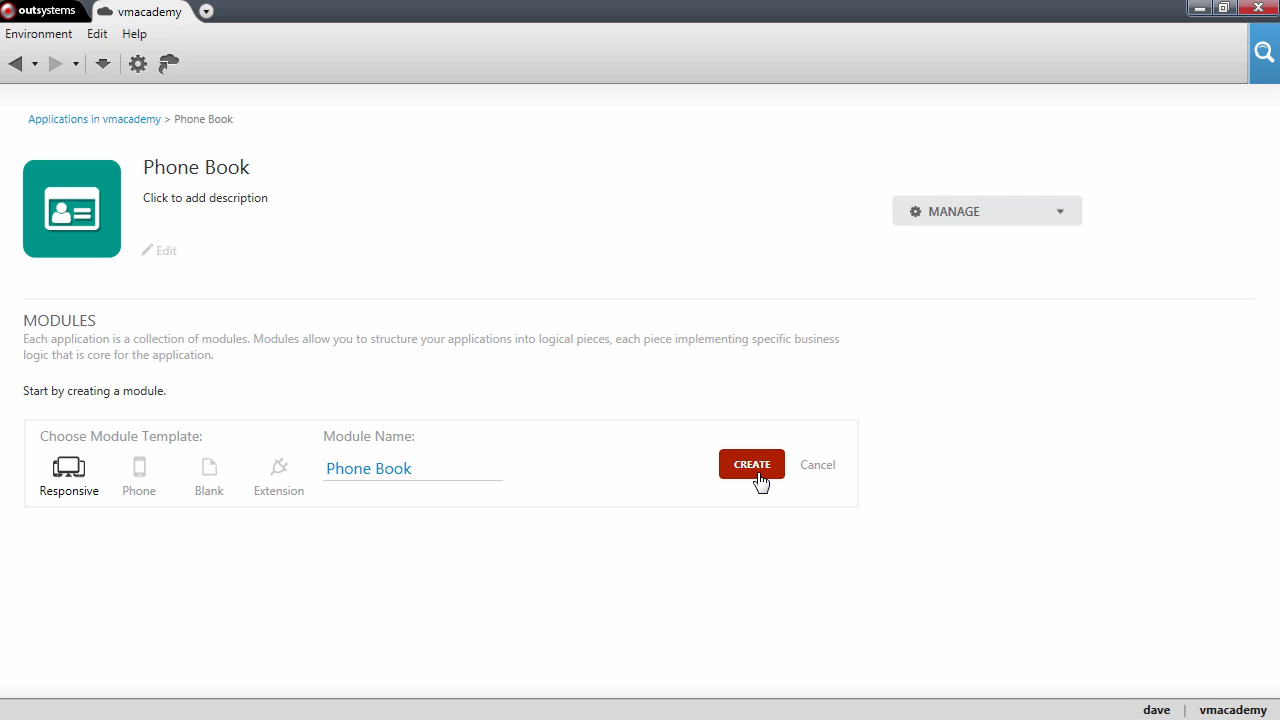 outsystems
vmacademy
Environment Edit Help
Applications in vmacademy > Phone Book
Phone Book
Click to add description
Edit
MANAGE
MODULES
Each application is a collection of modules. Modules allow you to structure your applications into logical pieces, each piece implementing specific business
logic that is core for the application.
Start by creating a module.
Choose Module Template:
Module Name:
Phone Book
Responsive Phone Blank Extension
CREATE
Cancel
dave | vmacademy